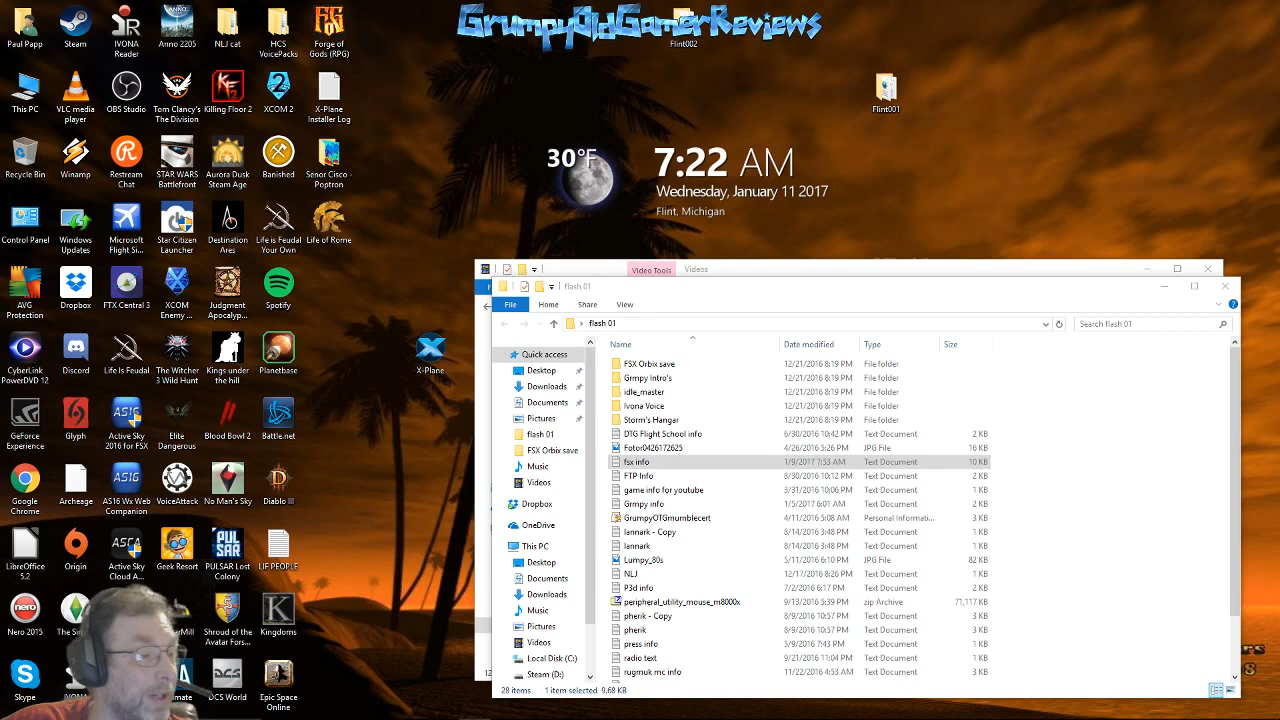 GrumpyOldGamerReviews
Paul Papp
Steam
IVONA Reader
Anno 2205
NLJ cat
HCS VoicePacks
Forge of Gods (RPG)
Flint002
This PC
VLC media player
OBS Studio
Tom Clancy's The Division
Killing Floor 2
XCOM 2
X-Plane Installer Log
Flint001
Recycle Bin
Winamp
Restream Chat
STAR WARS Battlefront
Aurora Dusk Steam Age
Banished
Senor Cisco - Poptron
30°F
7:22 AM
Wednesday, January 11 2017
Flint, Michigan
Control Panel
Windows Updates
Microsoft Flight Si...
Star Citizen Launcher
Destination Ares
Life is Feudal Your Own
Life of Rome
AVG Protection
Dropbox
FTX Central 3
XCOM Enemy ...
Judgment Apocalyp...
Spotify
CyberLink PowerDVD 12
Discord
Life Is Feudal
The Witcher 3 Wild Hunt
Kings under the hill
Planetbase
X-Plane
GeForce Experience
Glyph
Active Sky 2016 for FSX
Elite Dangerous
Blood Bowl 2
Battle.net
Google Chrome
Archeage
AS16 Wx Web Companion
VoiceAttack
No Man's Sky
Diablo III
LibreOffice 5.2
Origin
Active Sky Cloud A...
Geek Resort
PULSAR Lost Colony
LIF PEOPLE
Nero 2015
The Sim
Shroud of the Avatar Fors...
Kingdoms
Skype
DCS World
Epic Space Online
Video Tools
Videos
flash 01
File
Home
Share
View
flash 01
Search flash 01
Quick access
Desktop
Downloads
Documents
Pictures
flash 01
FSX Orbix save
Music
Videos
Dropbox
OneDrive
This PC
Desktop
Documents
Downloads
Music
Pictures
Videos
Local Disk (C:)
Steam (D:)
Name Date modified Type Size
FSX Orbix save 12/21/2016 8:19 PM File folder
Grmpy Intro's 12/21/2016 8:19 PM File folder
idle_master 12/21/2016 8:19 PM File folder
Ivona Voice 12/21/2016 8:19 PM File folder
Storm's Hangar 12/21/2016 8:19 PM File folder
DTG Flight School info 6/30/2016 10:42 PM Text Document 2 KB
Fotor0426172625 4/26/2016 5:26 PM JPG File 16 KB
fsx info 1/9/2017 7:53 AM Text Document 10 KB
FTP Info 8/30/2016 10:12 PM Text Document 2 KB
game info for youtube 3/31/2016 10:06 PM Text Document 1 KB
Grmpy info 1/5/2017 6:01 AM Text Document 2 KB
GrumpyOTGmumblecert 4/11/2016 5:08 AM Personal Informati... 3 KB
lannark - Copy 8/14/2016 3:48 PM Text Document 1 KB
lannark 8/14/2016 3:48 PM Text Document 1 KB
Lumpy_80s 5/11/2016 6:10 PM JPG File 82 KB
NLJ 12/17/2016 8:26 PM Text Document 1 KB
P3d info 7/2/2016 6:17 PM Text Document 2 KB
peripheral_utility_mouse_m8000x 9/13/2016 5:39 PM zip Archive 71,117 KB
pherik - Copy 8/9/2016 10:57 PM Text Document 3 KB
pherik 8/9/2016 10:57 PM Text Document 3 KB
press info 5/9/2016 7:43 PM Text Document 2 KB
radio text 9/21/2016 11:04 PM Text Document 1 KB
rugmuk mc info 11/22/2016 4:53 AM Text Document 3 KB
28 items 1 item selected 9.68 KB